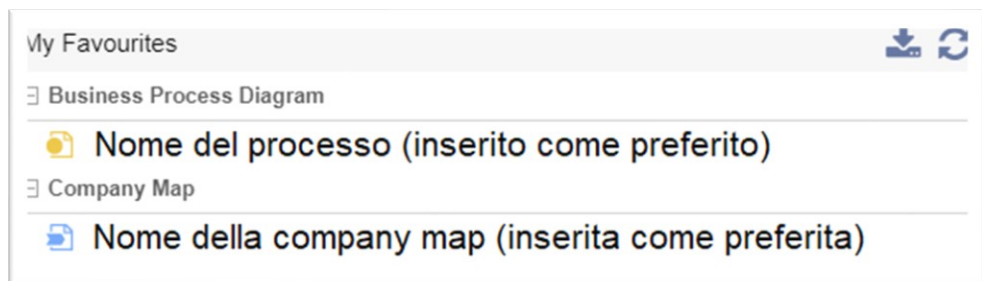 My Favourites
Business Process Diagram
Nome del processo (inserito come preferito)
Company Map
Nome della company map (inserita come preferita)